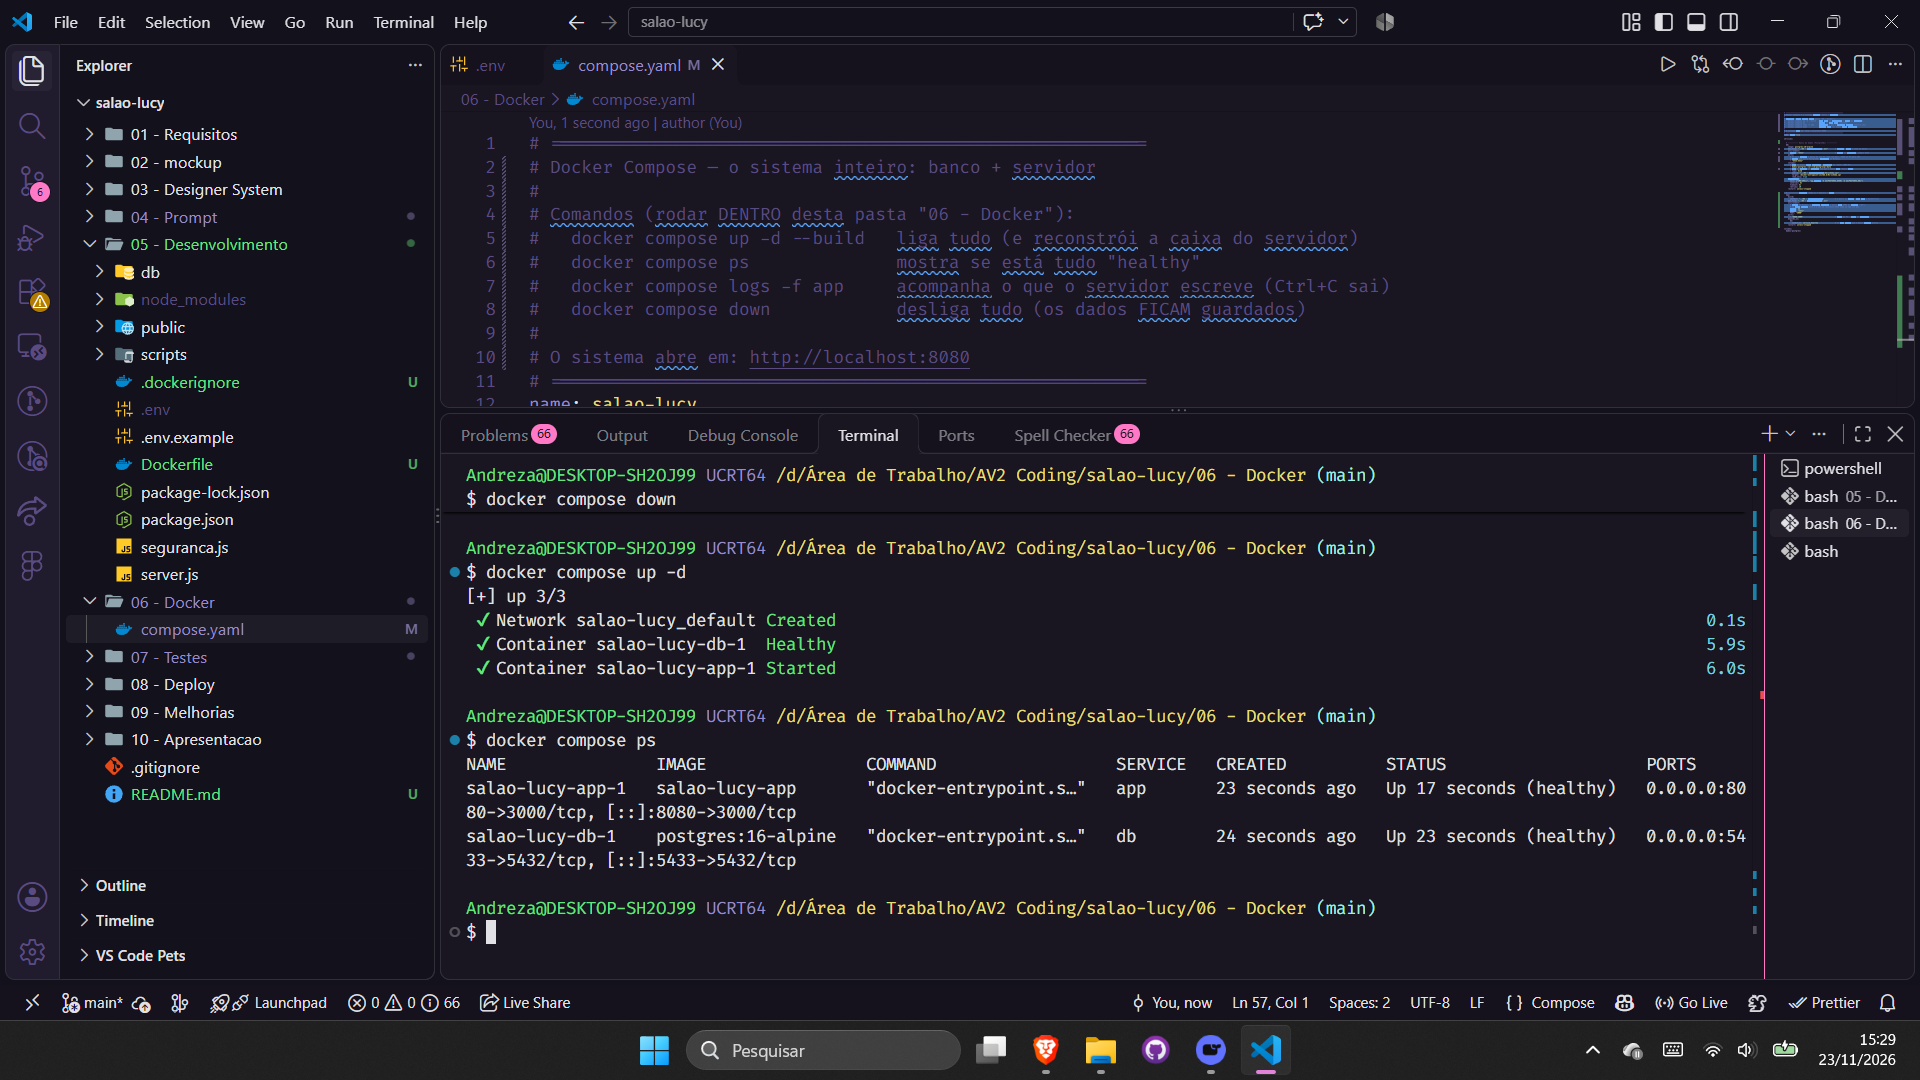 File Edit Selection View Go Run Terminal Help
salao-lucy
Explorer
salao-lucy
01 - Requisitos
02 - mockup
03 - Designer System
04 - Prompt
05 - Desenvolvimento
db
node_modules
public
scripts
.dockerignore U
.env
.env.example
Dockerfile U
package-lock.json
package.json
seguranca.js
server.js
06 - Docker
compose.yaml M
07 - Testes
08 - Deploy
09 - Melhorias
10 - Apresentacao
.gitignore
README.md U
Outline
Timeline
VS Code Pets
6
.env
compose.yaml M
06 - Docker > compose.yaml
You, 1 second ago | author (You)
1 # ══════════════════════════════════════════════════════════
2 # Docker Compose — o sistema inteiro: banco + servidor
3 #
4 # Comandos (rodar DENTRO desta pasta "06 - Docker"):
5 #   docker compose up -d --build   liga tudo (e reconstrói a caixa do servidor)
6 #   docker compose ps              mostra se está tudo "healthy"
7 #   docker compose logs -f app     acompanha o que o servidor escreve (Ctrl+C sai)
8 #   docker compose down            desliga tudo (os dados FICAM guardados)
9 #
10 # O sistema abre em: http://localhost:8080
11 # ══════════════════════════════════════════════════════════
12 name: salao-lucy
Problems 66 Output Debug Console Terminal Ports Spell Checker 66
Andreza@DESKTOP-SH2OJ99 UCRT64 /d/Área de Trabalho/AV2 Coding/salao-lucy/06 - Docker (main)
$ docker compose down
Andreza@DESKTOP-SH2OJ99 UCRT64 /d/Área de Trabalho/AV2 Coding/salao-lucy/06 - Docker (main)
$ docker compose up -d
[+] up 3/3
✔ Network salao-lucy_default Created 0.1s
✔ Container salao-lucy-db-1  Healthy 5.9s
✔ Container salao-lucy-app-1 Started 6.0s
Andreza@DESKTOP-SH2OJ99 UCRT64 /d/Área de Trabalho/AV2 Coding/salao-lucy/06 - Docker (main)
$ docker compose ps
NAME IMAGE COMMAND SERVICE CREATED STATUS PORTS
salao-lucy-app-1 salao-lucy-app "docker-entrypoint.s…" app 23 seconds ago Up 17 seconds (healthy) 0.0.0.0:80
80->3000/tcp, [::]:8080->3000/tcp
salao-lucy-db-1 postgres:16-alpine "docker-entrypoint.s…" db 24 seconds ago Up 23 seconds (healthy) 0.0.0.0:54
33->5432/tcp, [::]:5433->5432/tcp
Andreza@DESKTOP-SH2OJ99 UCRT64 /d/Área de Trabalho/AV2 Coding/salao-lucy/06 - Docker (main)
$
powershell
bash 05 - D...
bash 06 - D...
bash
main* Launchpad 0 0 66 Live Share You, now Ln 57, Col 1 Spaces: 2 UTF-8 LF { } Compose Go Live Prettier
Pesquisar
15:29
23/11/2026